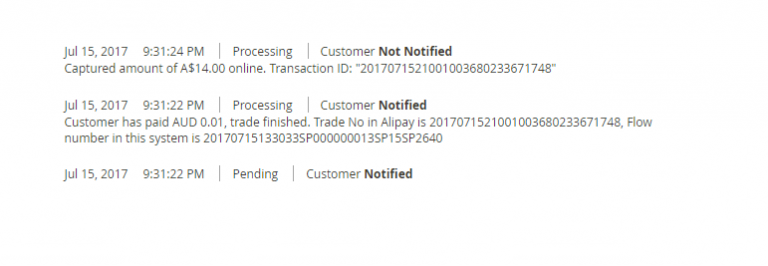 Jul 15, 2017 9:31:24 PM | Processing | Customer Not Notified
Captured amount of A$14.00 online. Transaction ID: "2017071521001003680233671748"
Jul 15, 2017 9:31:22 PM | Processing | Customer Notified
Customer has paid AUD 0.01, trade finished. Trade No in Alipay is 2017071521001003680233671748, Flow
number in this system is 20170715133033SP000000013SP15SP2640
Jul 15, 2017 9:31:22 PM | Pending | Customer Notified